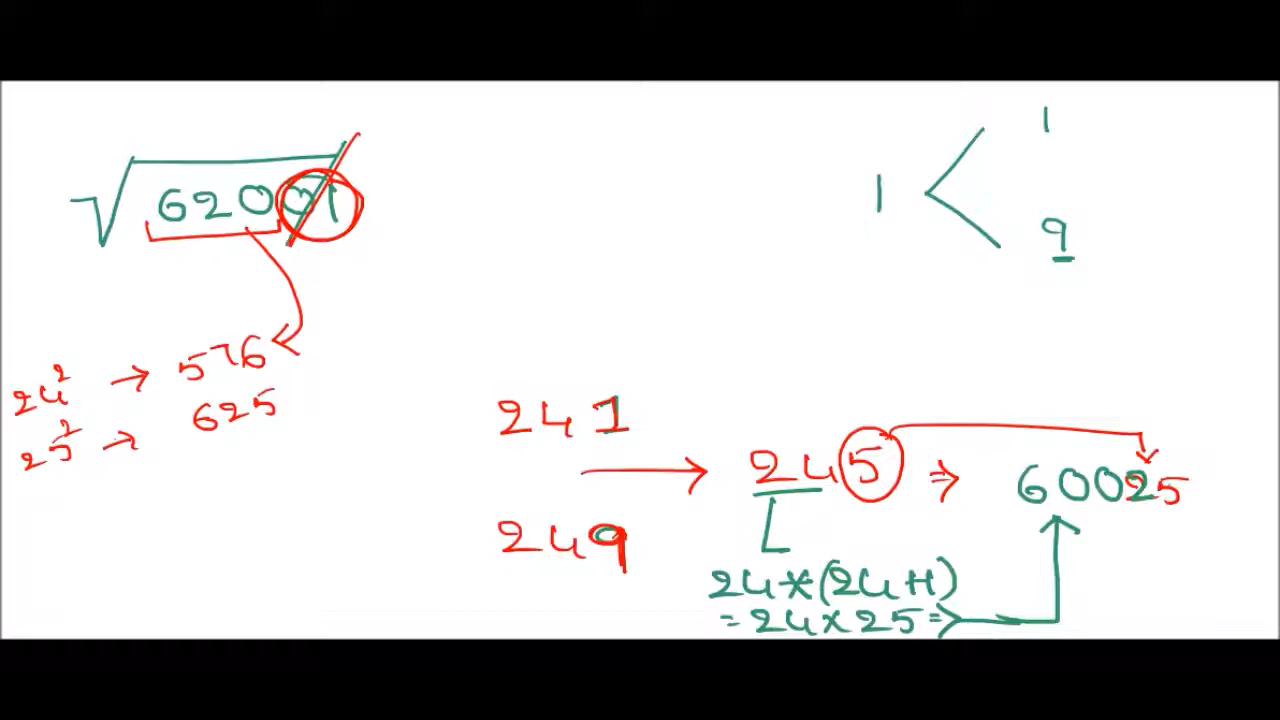 √62001
1 < 1
9
24² → 576
25² → 625
241
249
→ 245 ⇒ 60025
24*(24+1)
=24×25=